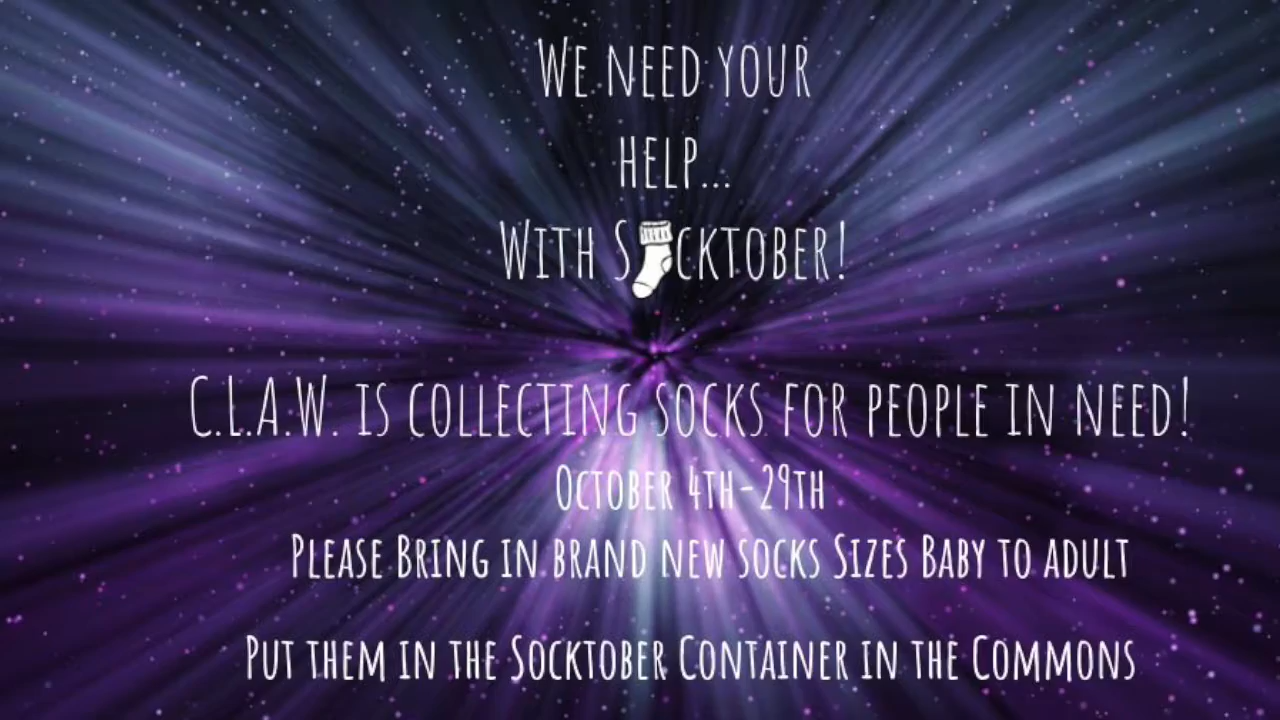 We need your
help...
With Socktober!
C.L.A.W. is collecting socks for people in need!
October 4th-29th
Please Bring in brand new socks Sizes Baby to adult
Put them in the Socktober Container in the Commons